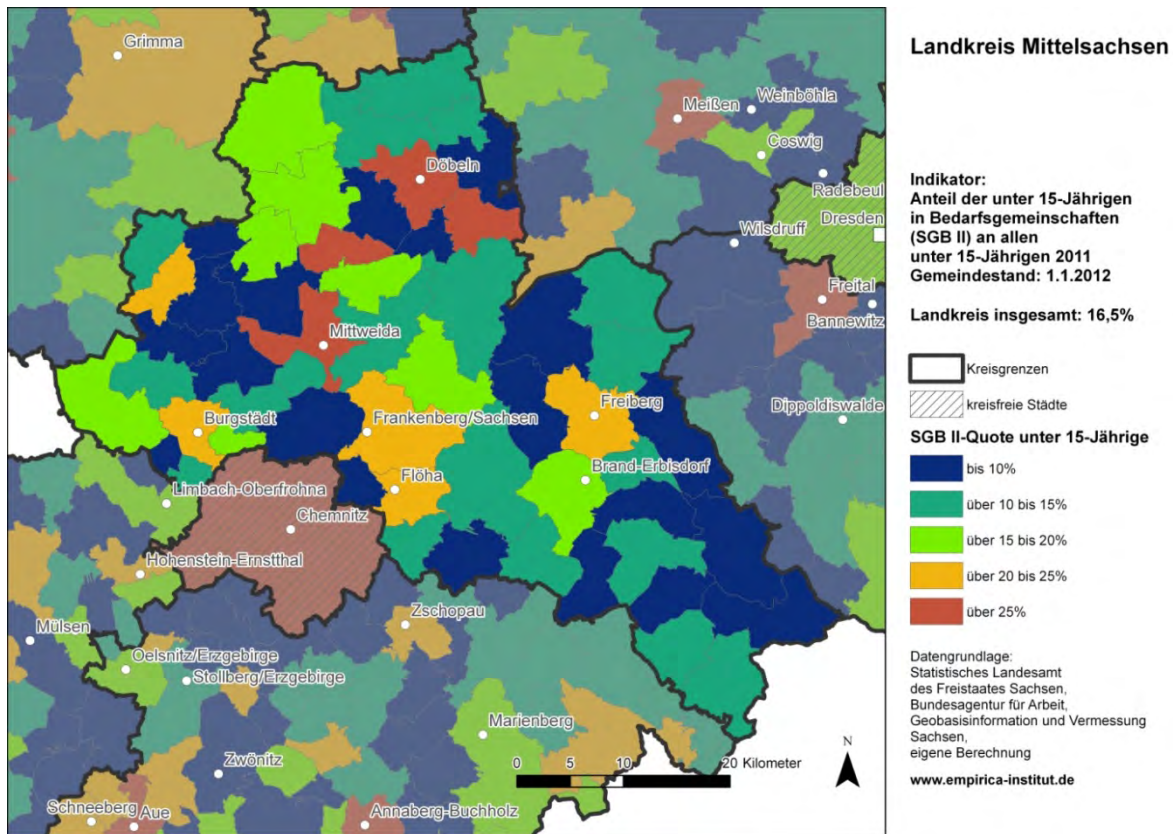 Grimma
Meißen
Weinböhla
Coswig
Döbeln
Radebeul
Dresden
Wilsdruff
Freital
Bannewitz
Mittweida
Burgstädt
Frankenberg/Sachsen
Freiberg
Dippoldiswalde
Brand-Erbisdorf
Flöha
Limbach-Oberfrohna
Chemnitz
Hohenstein-Ernstthal
Zschopau
Mülsen
Oelsnitz/Erzgebirge
Stollberg/Erzgebirge
Marienberg
Zwönitz
Schneeberg
Aue
Annaberg-Buchholz
0 5 10 20 Kilometer
N
Landkreis Mittelsachsen
Indikator:
Anteil der unter 15-Jährigen
in Bedarfsgemeinschaften
(SGB II) an allen
unter 15-Jährigen 2011
Gemeindestand: 1.1.2012
Landkreis insgesamt: 16,5%
Kreisgrenzen
kreisfreie Städte
SGB II-Quote unter 15-Jährige
bis 10%
über 10 bis 15%
über 15 bis 20%
über 20 bis 25%
über 25%
Datengrundlage:
Statistisches Landesamt
des Freistaates Sachsen,
Bundesagentur für Arbeit,
Geobasisinformation und Vermessung
Sachsen,
eigene Berechnung
www.empirica-institut.de